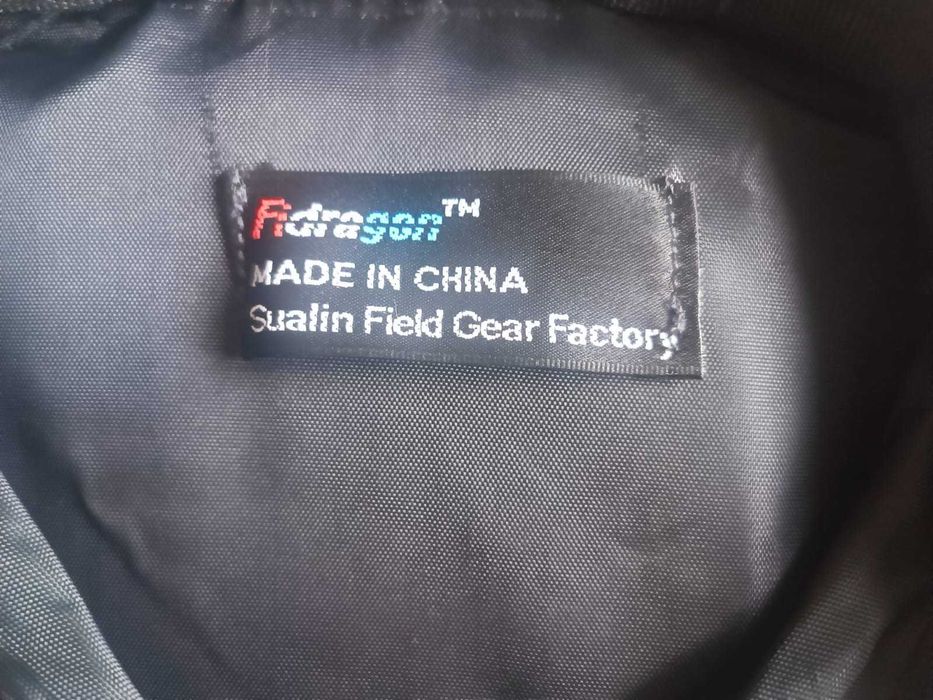 Fidragon™
MADE IN CHINA
Sualin Field Gear Factory